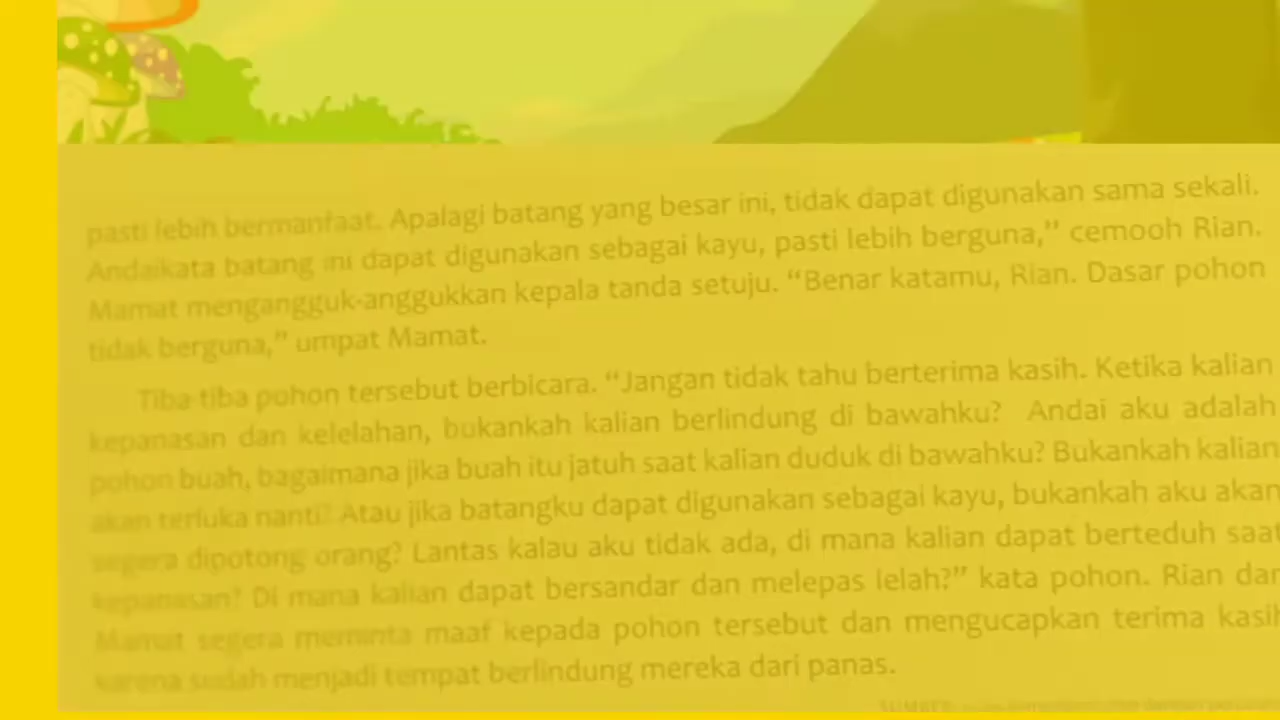 pasti lebih bermanfaat. Apalagi batang yang besar ini, tidak dapat digunakan sama sekali.
Andaikata batang ini dapat digunakan sebagai kayu, pasti lebih berguna,” cemooh Rian.
Mamat mengangguk-anggukkan kepala tanda setuju. “Benar katamu, Rian. Dasar pohon
tidak berguna,” umpat Mamat.
Tiba-tiba pohon tersebut berbicara. “Jangan tidak tahu berterima kasih. Ketika kalian
kepanasan dan kelelahan, bukankah kalian berlindung di bawahku? Andai aku adalah
pohon buah, bagaimana jika buah itu jatuh saat kalian duduk di bawahku? Bukankah kalian
akan terluka nanti? Atau jika batangku dapat digunakan sebagai kayu, bukankah aku akan
segera dipotong orang? Lantas kalau aku tidak ada, di mana kalian dapat berteduh saat
kepanasan? Di mana kalian dapat bersandar dan melepas lelah?” kata pohon. Rian dan
Mamat segera meminta maaf kepada pohon tersebut dan mengucapkan terima kasih
karena sudah menjadi tempat berlindung mereka dari panas.
SUMBER: